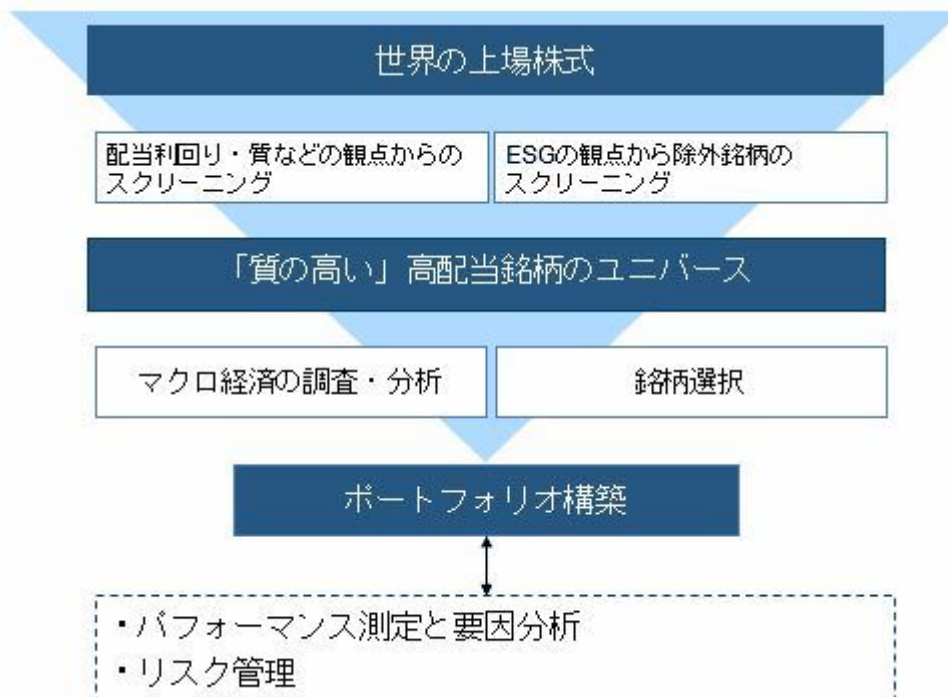 世界の上場株式
配当利回り・質などの観点からの
スクリーニング
ESGの観点から除外銘柄の
スクリーニング
「質の高い」高配当銘柄のユニバース
マクロ経済の調査・分析
銘柄選択
ポートフォリオ構築
・パフォーマンス測定と要因分析
・リスク管理